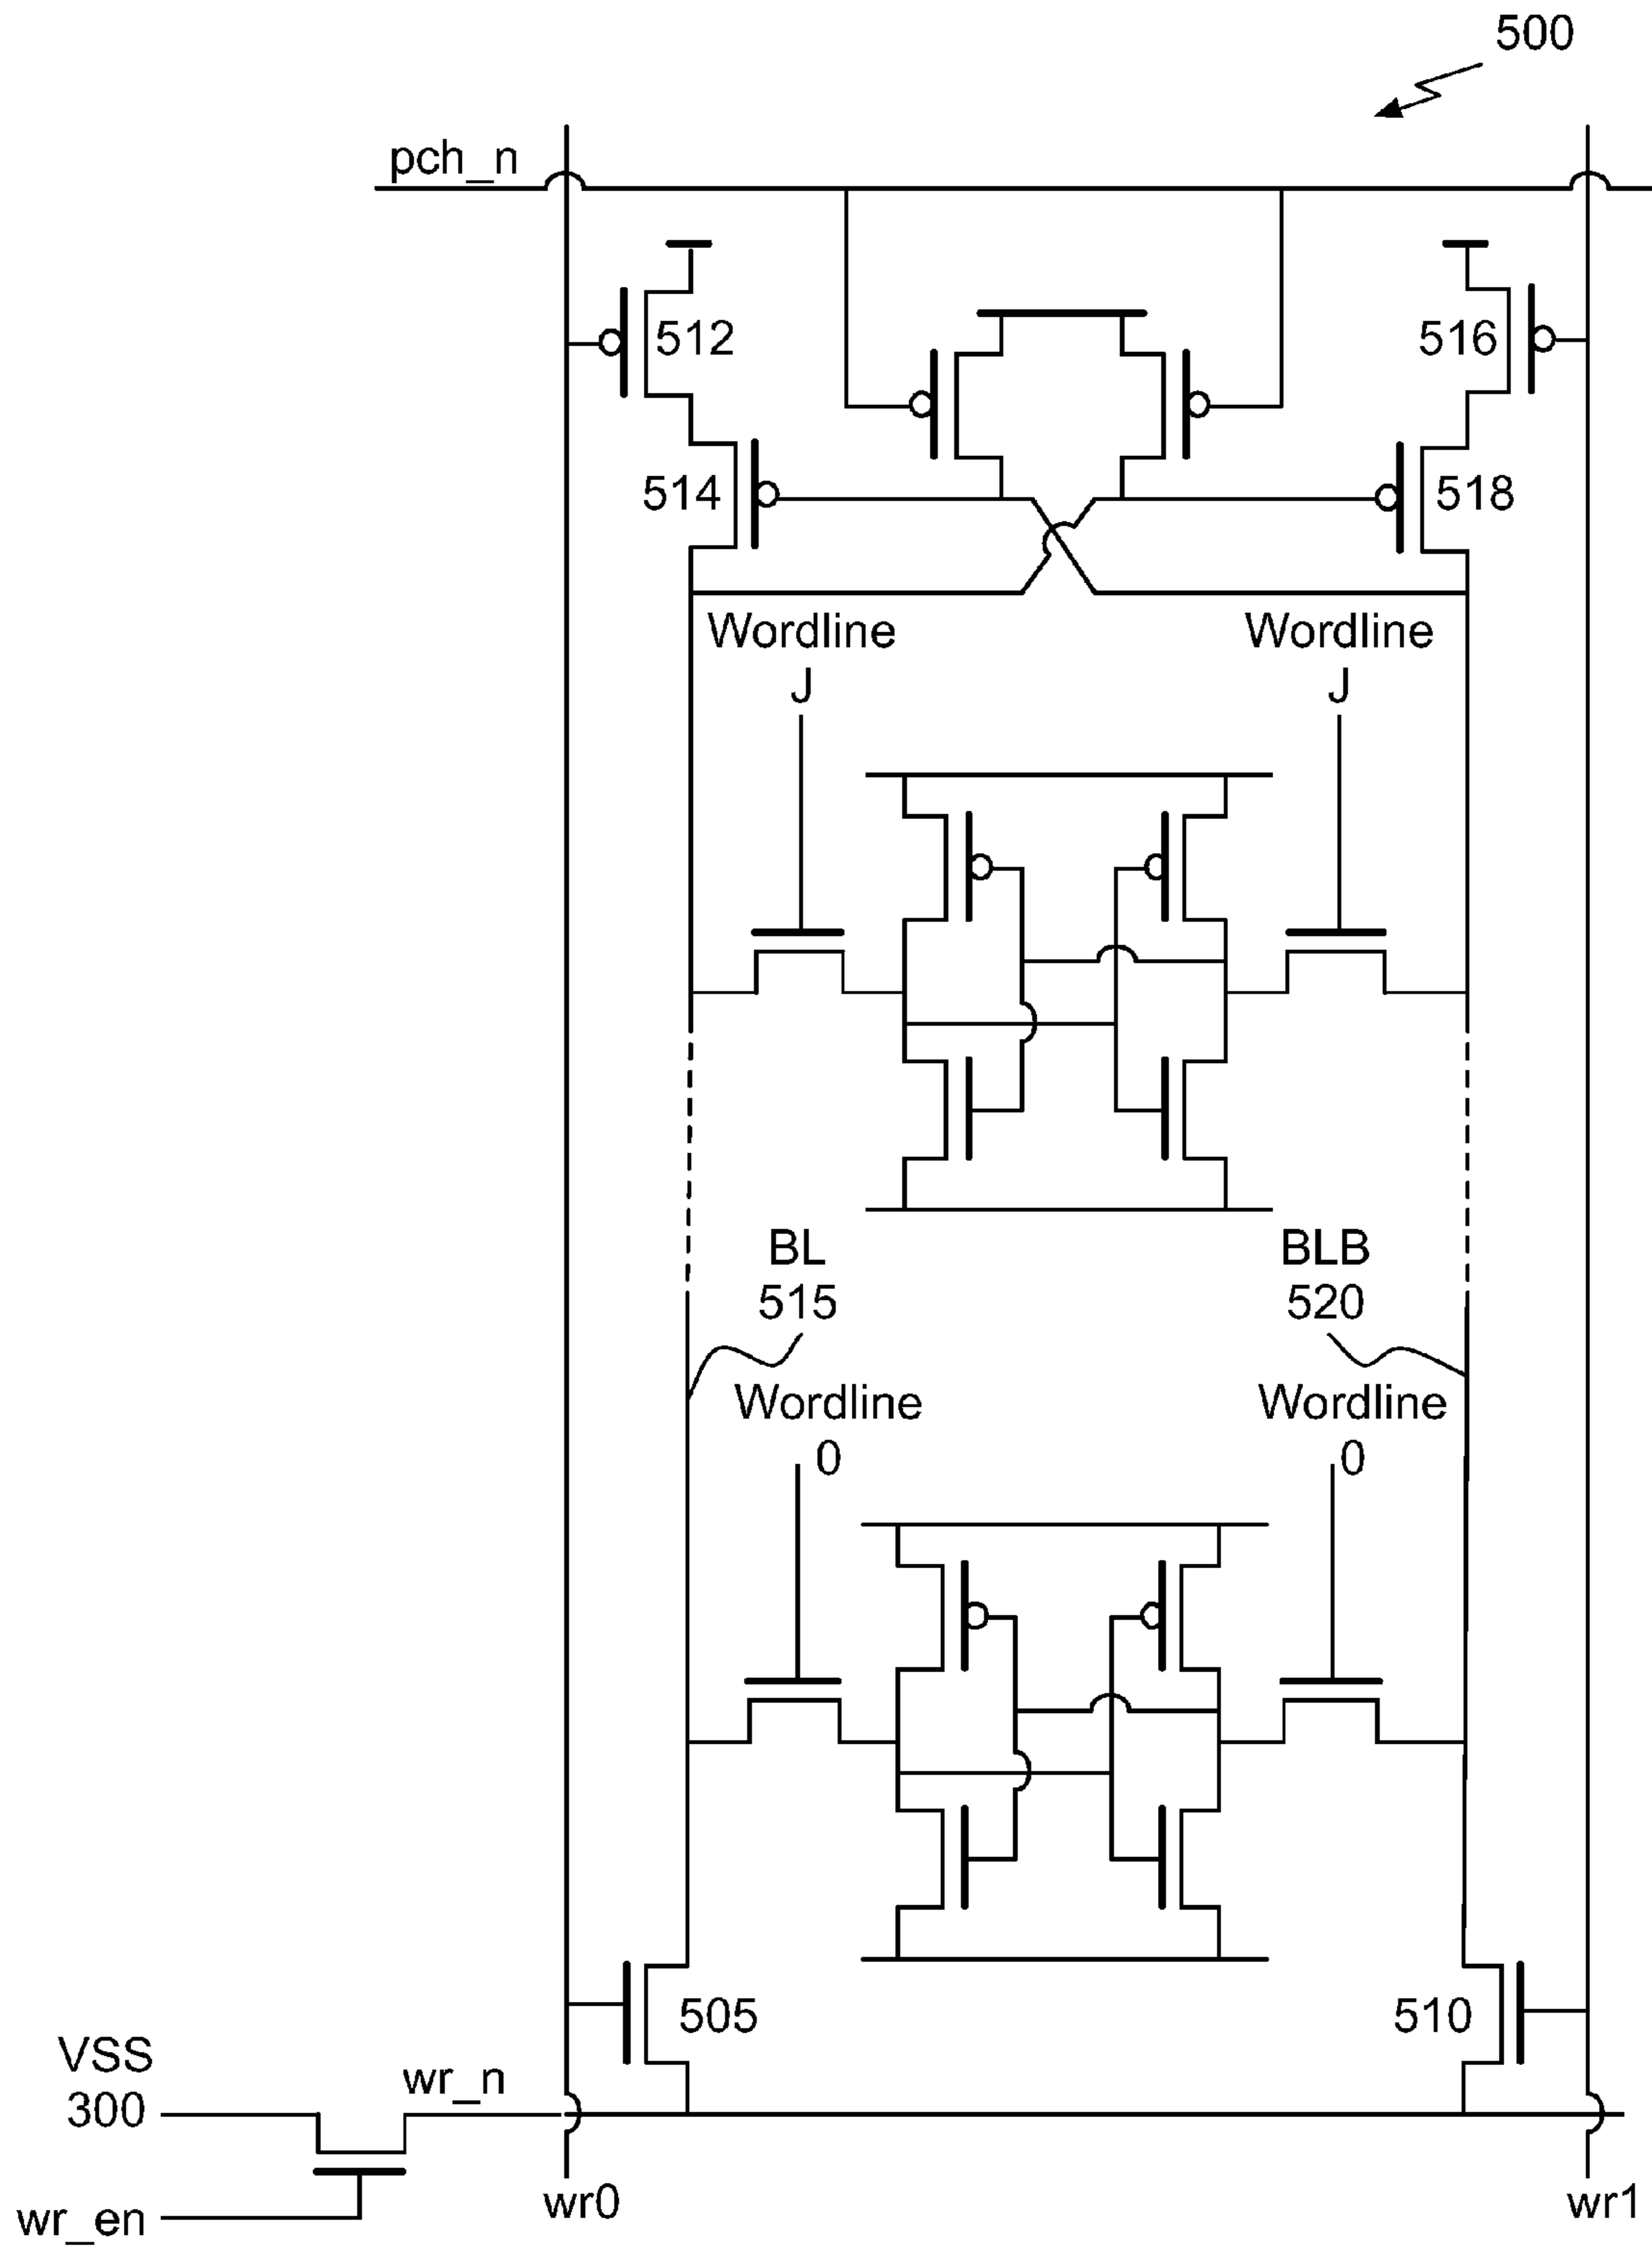 500
pch_n
512
516
514
518
Wordline
J
Wordline
J
BL
515
BLB
520
Wordline
0
Wordline
0
505
510
VSS
300
wr_n
wr0
wr1
wr_en